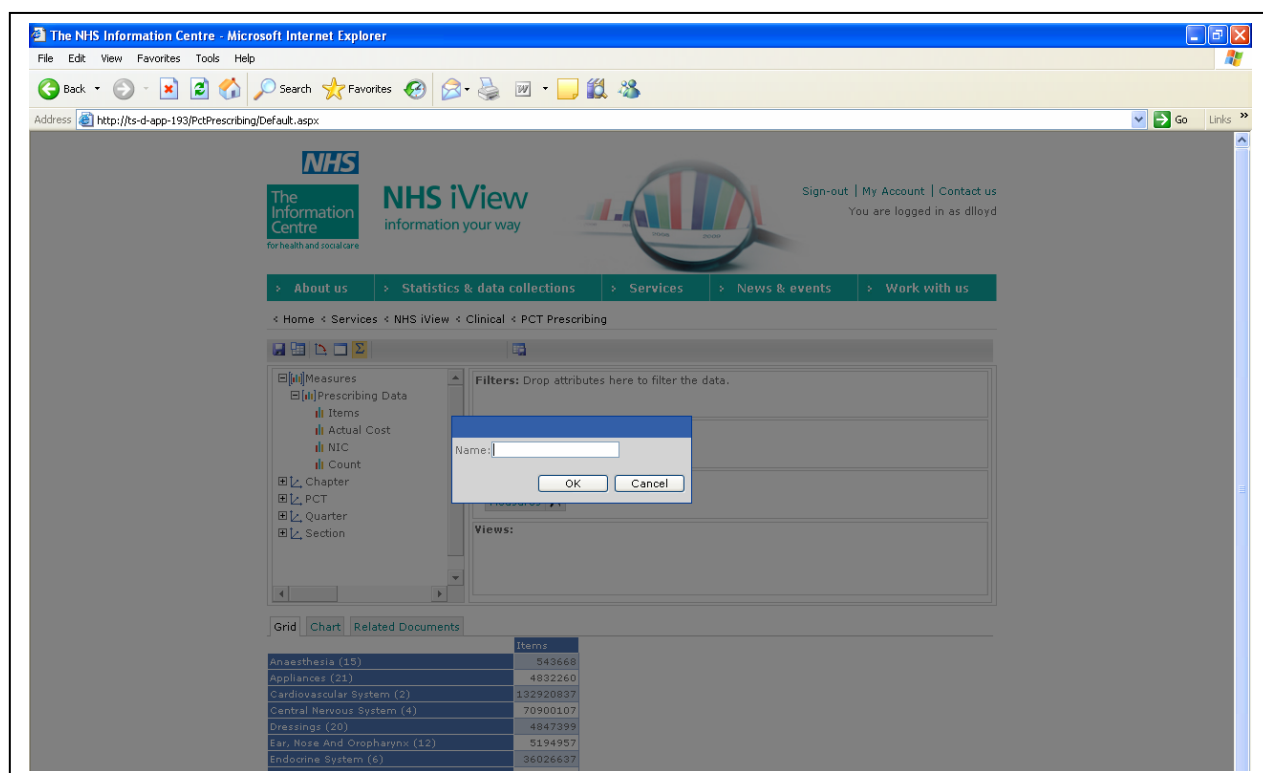 The NHS Information Centre - Microsoft Internet Explorer
File Edit View Favorites Tools Help
Back Search Favorites
Address http://ts-d-app-193/PctPrescribing/Default.aspx Go Links »
NHS
The
Information
Centre
for health and social care
NHS iView
information your way
Sign-out | My Account | Contact us
You are logged in as dlloyd
> About us > Statistics & data collections > Services > News & events > Work with us
< Home < Services < NHS iView < Clinical < PCT Prescribing
Measures
Prescribing Data
Items
Actual Cost
NIC
Count
Chapter
PCT
Quarter
Section
Filters: Drop attributes here to filter the data.
Name:
OK Cancel
Measures
Views:
Grid Chart Related Documents
Items
Anaesthesia (15) 543668
Appliances (21) 4832260
Cardiovascular System (2) 132920837
Central Nervous System (4) 70900107
Dressings (20) 4847399
Ear, Nose And Oropharynx (12) 5194957
Endocrine System (6) 36026637